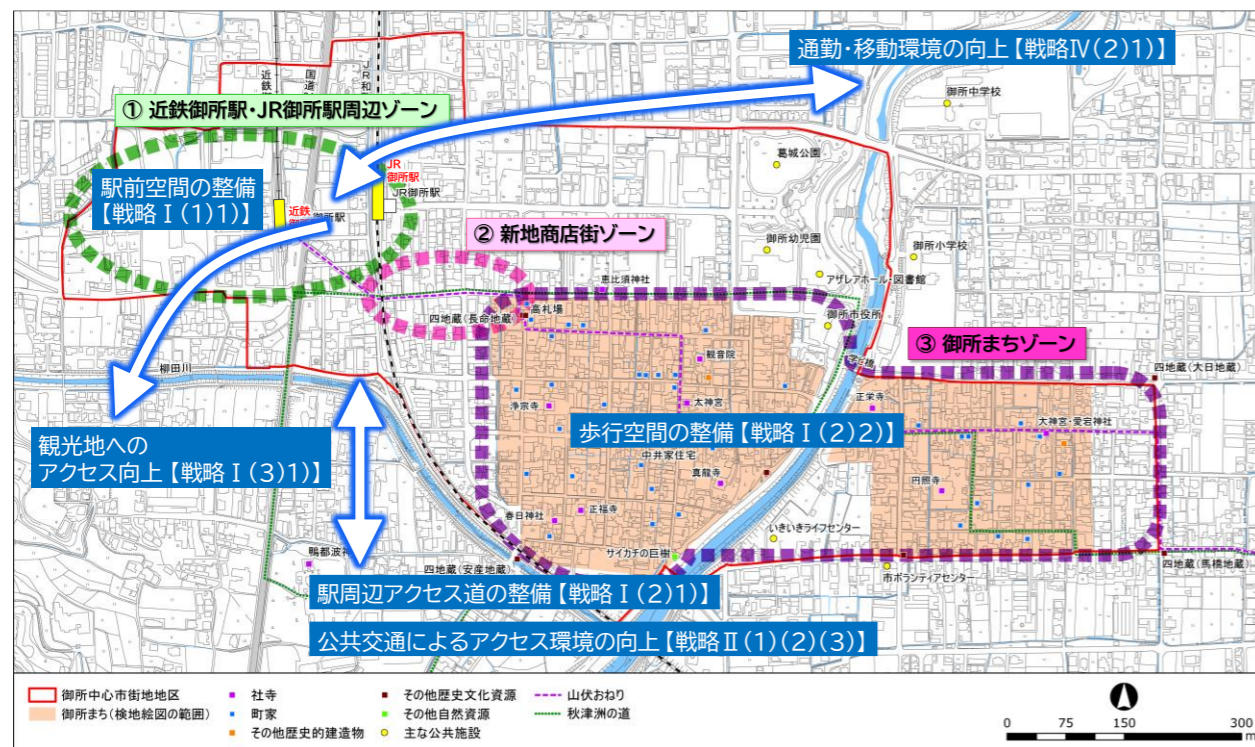 通勤・移動環境の向上【戦略Ⅳ(2)1)】
近鉄
国道
JR和
御所中学校
① 近鉄御所駅・JR御所駅周辺ゾーン
葛城公園
駅前空間の整備
【戦略Ⅰ(1)1)】
JR
御所駅
JR御所駅
近鉄
御所駅
② 新地商店街ゾーン
御所幼児園
御所小学校
アザレアホール・図書館
恵比須神社
四地蔵(長命地蔵)
高札場
御所市役所
③ 御所まちゾーン
観音院
柳田川
四地蔵(大日地蔵)
浄宗寺
太神宮
正栄寺
大神宮・愛宕神社
歩行空間の整備【戦略Ⅰ(2)2)】
観光地への
アクセス向上【戦略Ⅰ(3)1)】
中井家住宅
真龍寺
円照寺
春日神社
正福寺
いきいきライフセンター
鴨都波神
四地蔵(安産地蔵)
サイカチの巨樹
市ボランティアセンター
四地蔵(馬橋地蔵)
駅周辺アクセス道の整備【戦略Ⅰ(2)1)】
公共交通によるアクセス環境の向上【戦略Ⅱ(1)(2)(3)】
御所中心市街地地区
社寺
その他歴史文化資源
山伏おねり
御所まち(検地絵図の範囲)
町家
その他自然資源
秋津洲の道
その他歴史的建造物
主な公共施設
0 75 150 300
m